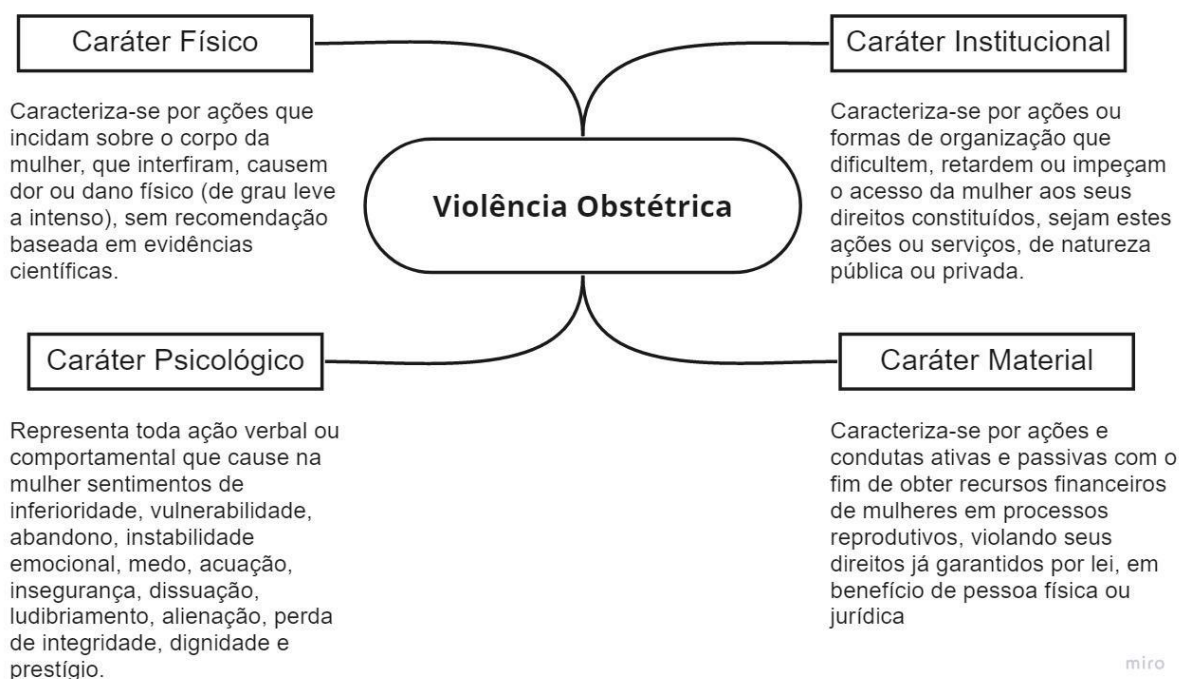 Caráter Físico
Caracteriza-se por ações que
incidam sobre o corpo da
mulher, que interfiram, causem
dor ou dano físico (de grau leve
a intenso), sem recomendação
baseada em evidências
científicas.
Caráter Institucional
Caracteriza-se por ações ou
formas de organização que
dificultem, retardem ou impeçam
o acesso da mulher aos seus
direitos constituídos, sejam estes
ações ou serviços, de natureza
pública ou privada.
Violência Obstétrica
Caráter Psicológico
Representa toda ação verbal ou
comportamental que cause na
mulher sentimentos de
inferioridade, vulnerabilidade,
abandono, instabilidade
emocional, medo, acuação,
insegurança, dissuação,
ludibriamento, alienação, perda
de integridade, dignidade e
prestígio.
Caráter Material
Caracteriza-se por ações e
condutas ativas e passivas com o
fim de obter recursos financeiros
de mulheres em processos
reprodutivos, violando seus
direitos já garantidos por lei, em
benefício de pessoa física ou
jurídica
miro